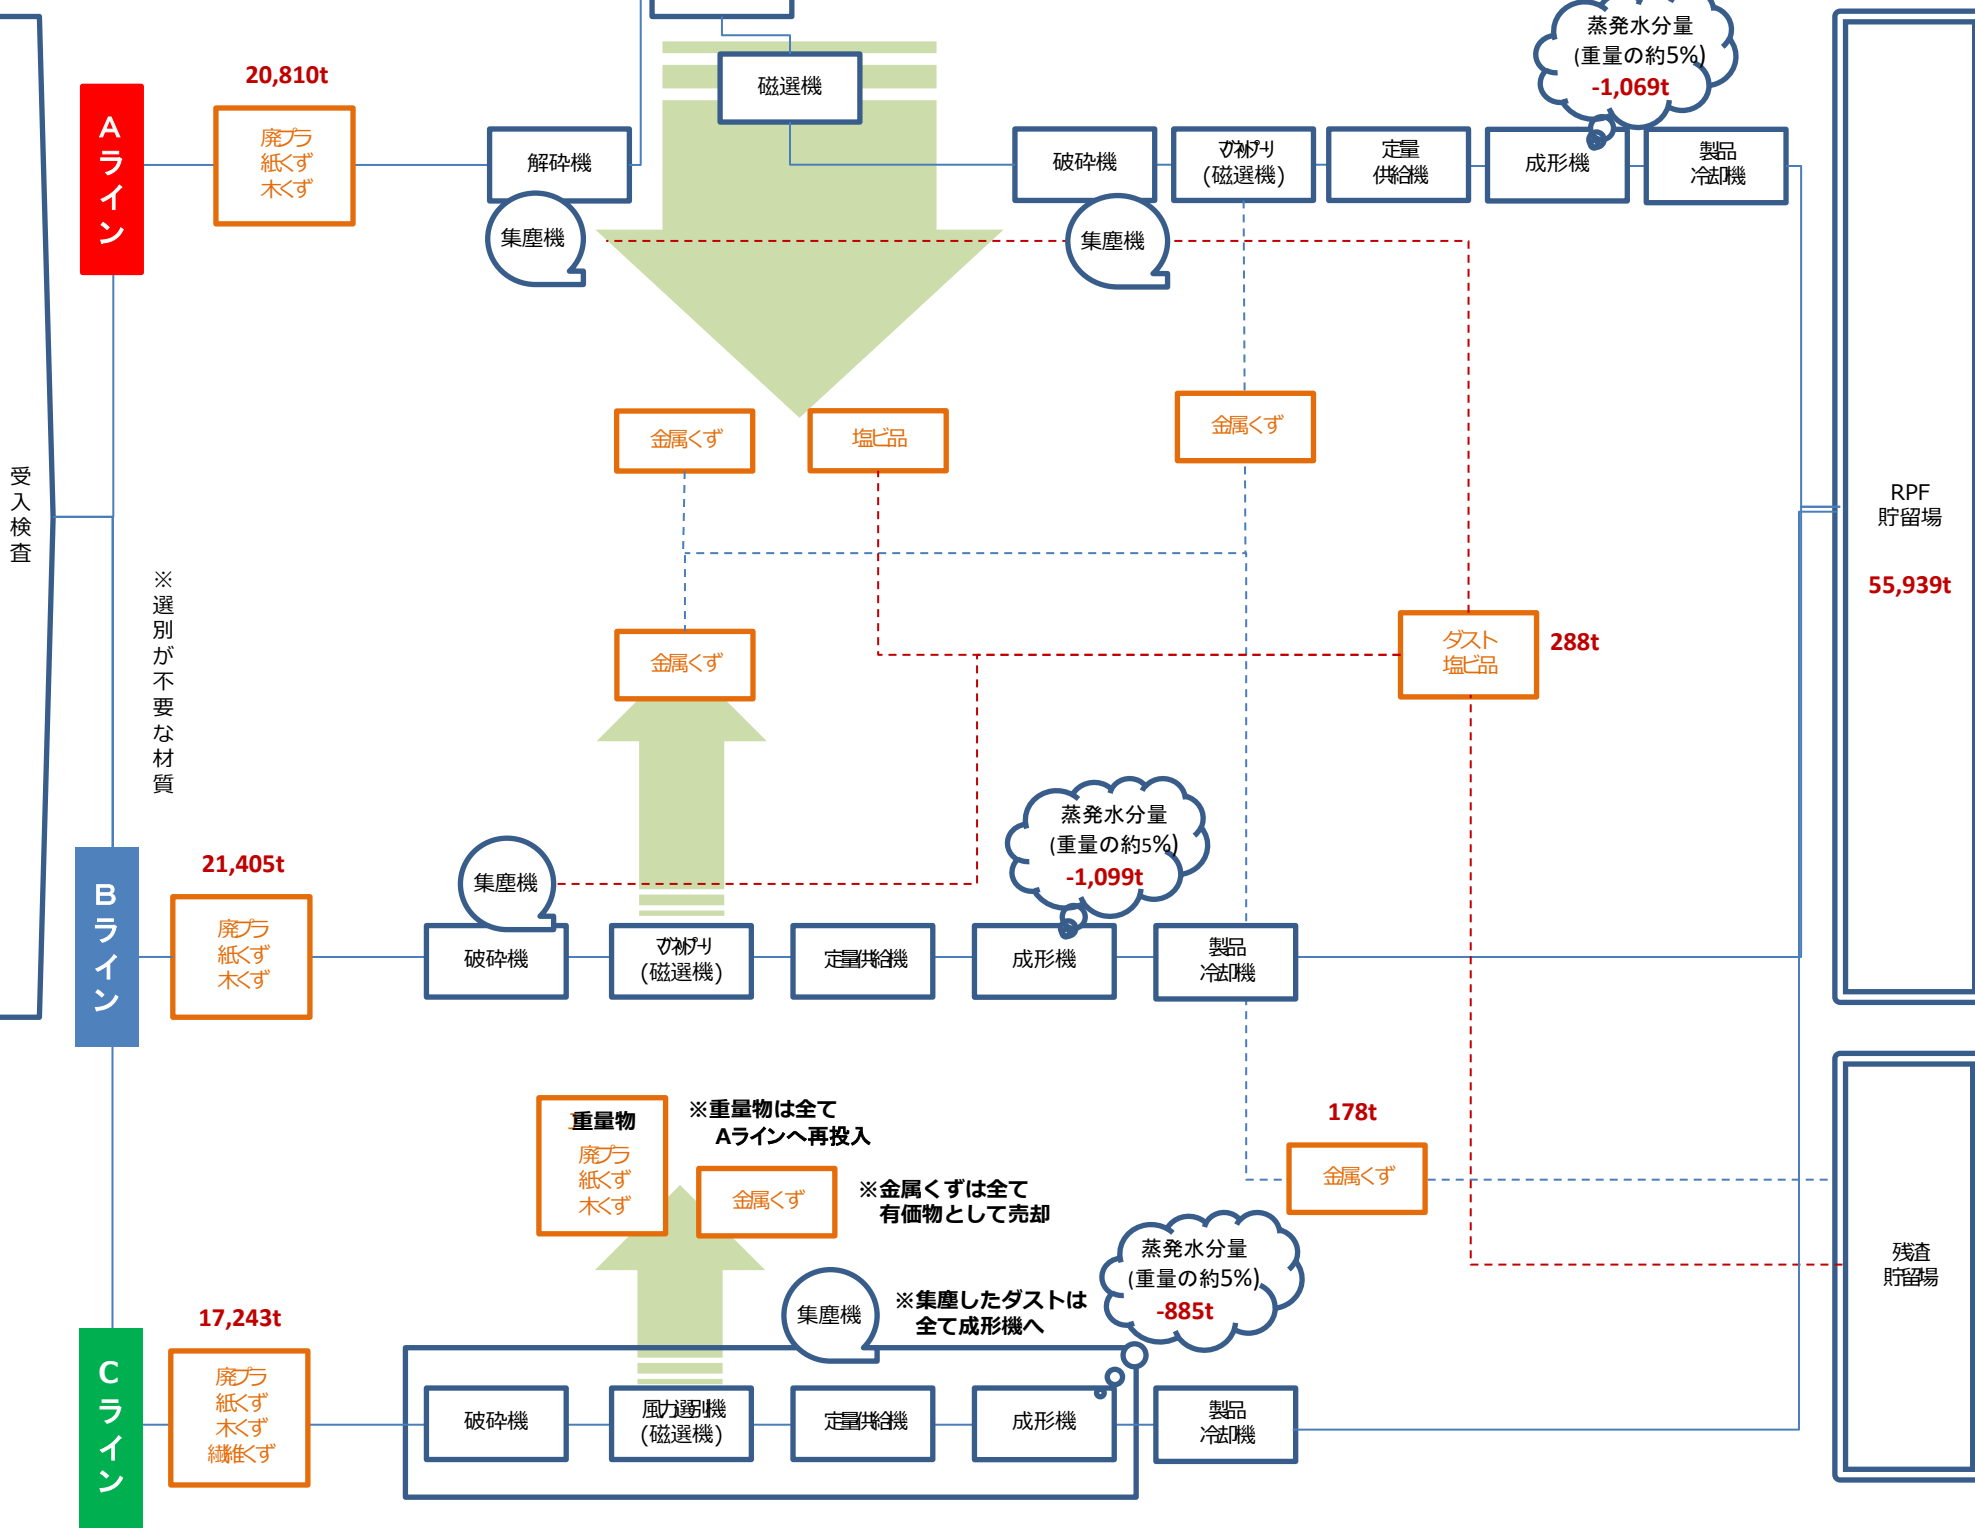 受入検査
※選別が不要な材質
Aライン
20,810t
廃プラ
紙くず
木くず
解砕機
集塵機
磁選機
破砕機
集塵機
マグネットプーリ
(磁選機)
定量
供給機
成形機
蒸発水分量
(重量の約5%)
-1,069t
製品
冷却機
金属くず
塩ビ品
金属くず
金属くず
ダスト
塩ビ品
288t
RPF
貯留場
55,939t
Bライン
21,405t
廃プラ
紙くず
木くず
集塵機
破砕機
(磁選機)
定量供給機
成形機
蒸発水分量
(重量の約5%)
-1,099t
製品
冷却機
重量物
廃プラ
紙くず
木くず
※重量物は全て
Aラインへ再投入
金属くず
※金属くずは全て
有価物として売却
178t
金属くず
残査
貯留場
Cライン
17,243t
廃プラ
紙くず
木くず
繊維くず
集塵機
※集塵したダストは
全て成形機へ
蒸発水分量
(重量の約5%)
-885t
破砕機
風力選別機
(磁選機)
定量供給機
成形機
製品
冷却機